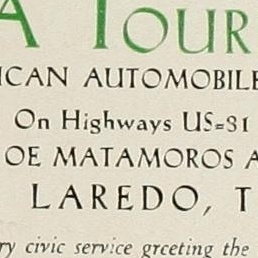 A TOUR
ICAN AUTOMOBILE
On Highways US=31
OE MATAMOROS A
LAREDO, T
ry civic service greeting the